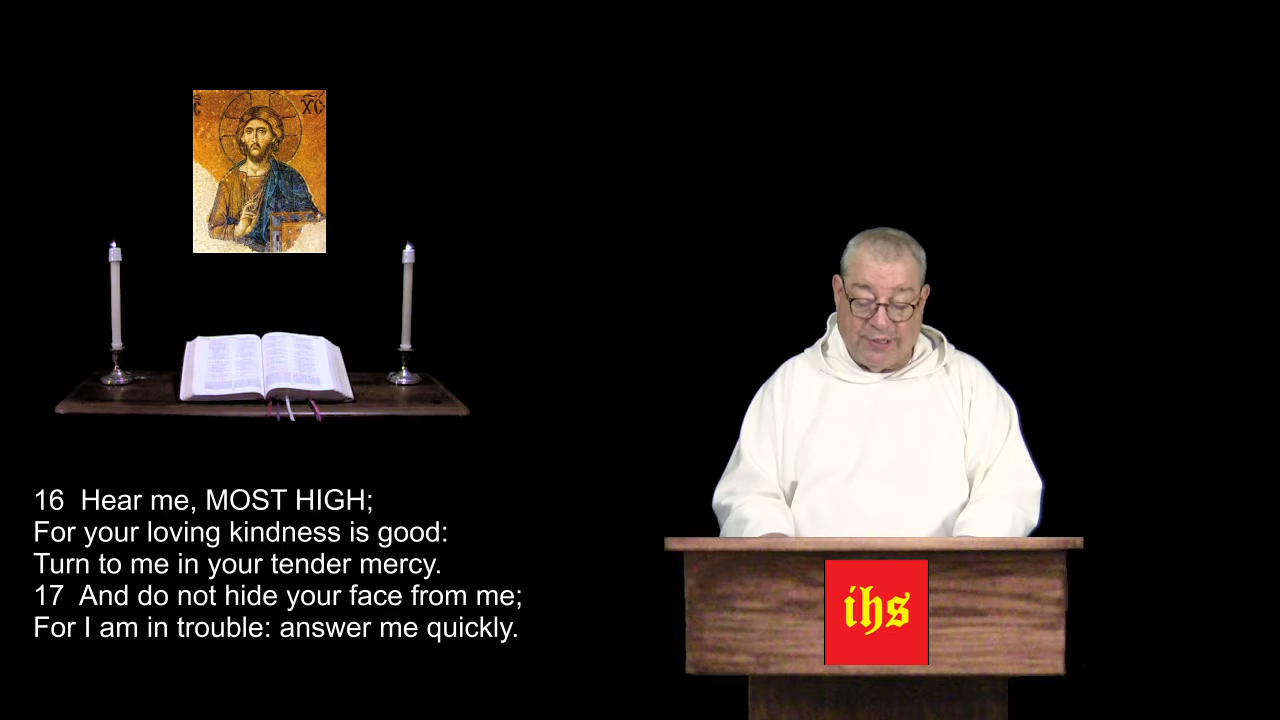 C XC
16 Hear me, MOST HIGH;
For your loving kindness is good:
Turn to me in your tender mercy.
17 And do not hide your face from me;
For I am in trouble: answer me quickly.
ihs